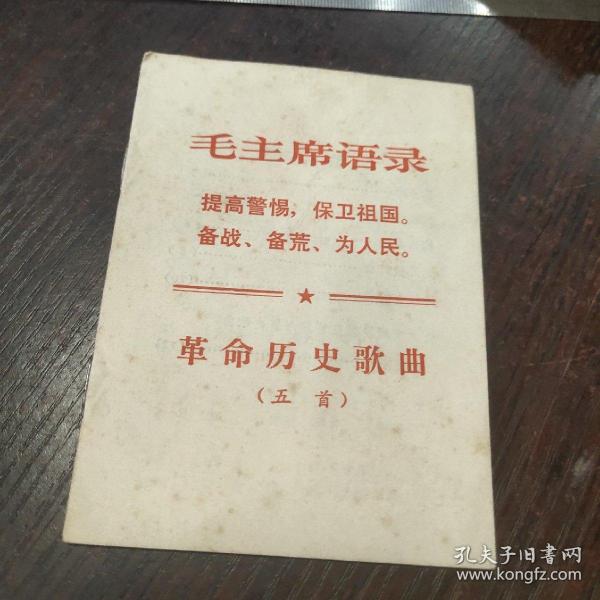 毛主席语录
提高警惕，保卫祖国。
备战、备荒、为人民。
革命历史歌曲
（五 首）
孔夫子旧书网
www.kongfz.com